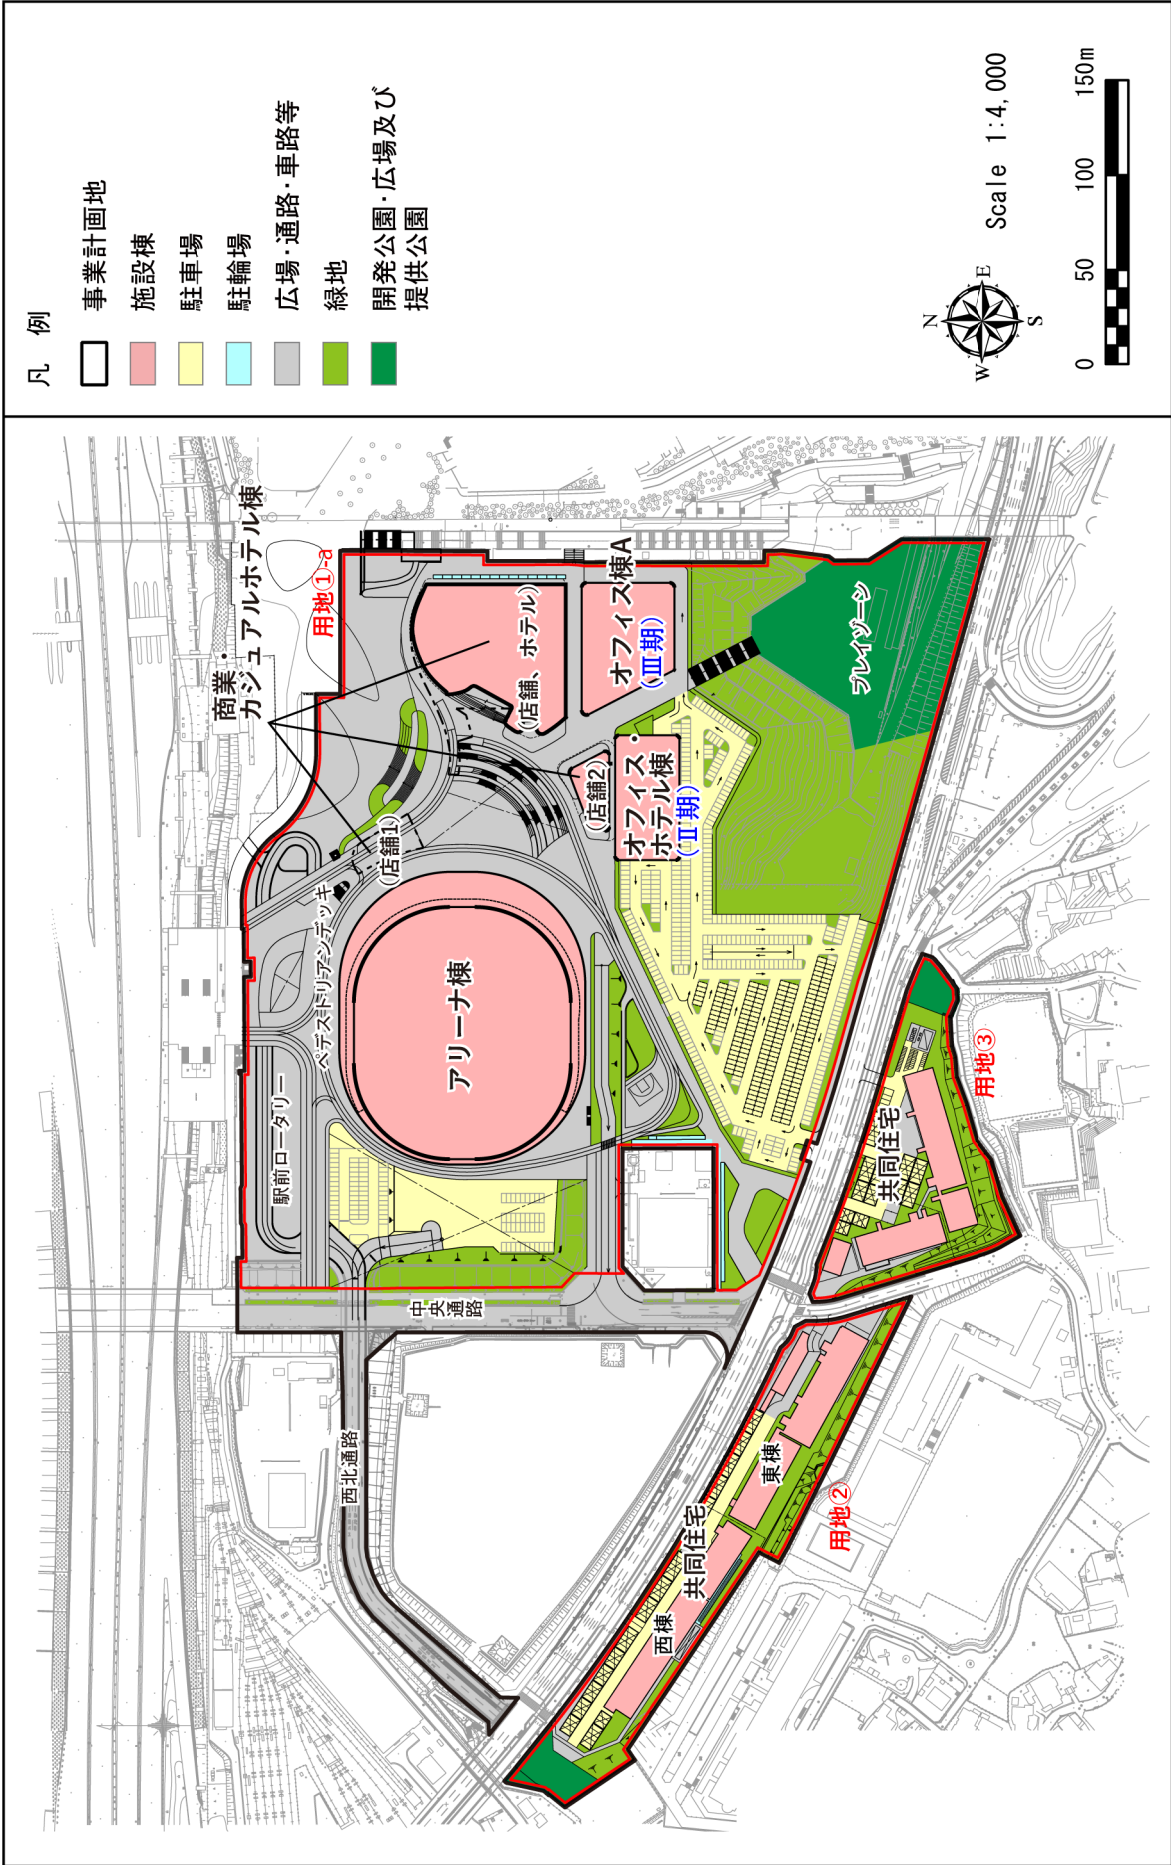 商業・
カジュアルホテル棟
用地①-a
ペデストリアンデッキ
駅前ロータリー
(店舗1)
(店舗、ホテル)
オフィス棟A
(Ⅲ期)
(店舗2)
オフィス
ホテル棟
(Ⅱ期)
アリーナ棟
プレイゾーン
中央通路
西北通路
共同住宅
用地③
東棟
共同住宅
西棟
用地②
凡 例
事業計画地
施設棟
駐車場
駐輪場
広場・通路・車路等
緑地
開発公園・広場及び
提供公園
N
W
E
S
Scale 1:4,000
0 50 100 150m